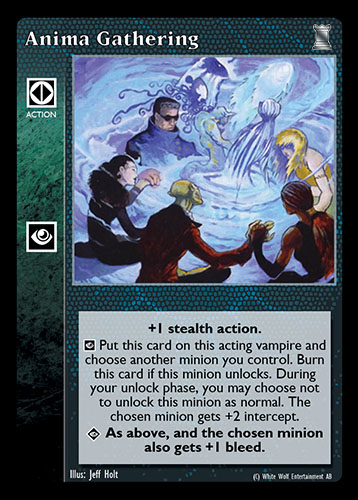 Anima Gathering
ACTION
+1 stealth action.
Put this card on this acting vampire and
choose another minion you control. Burn
this card if this minion unlocks. During
your unlock phase, you may choose not
to unlock this minion as normal. The
chosen minion gets +2 intercept.
As above, and the chosen minion
also gets +1 bleed.
Illus: Jeff Holt
(C) White Wolf Entertainment AB